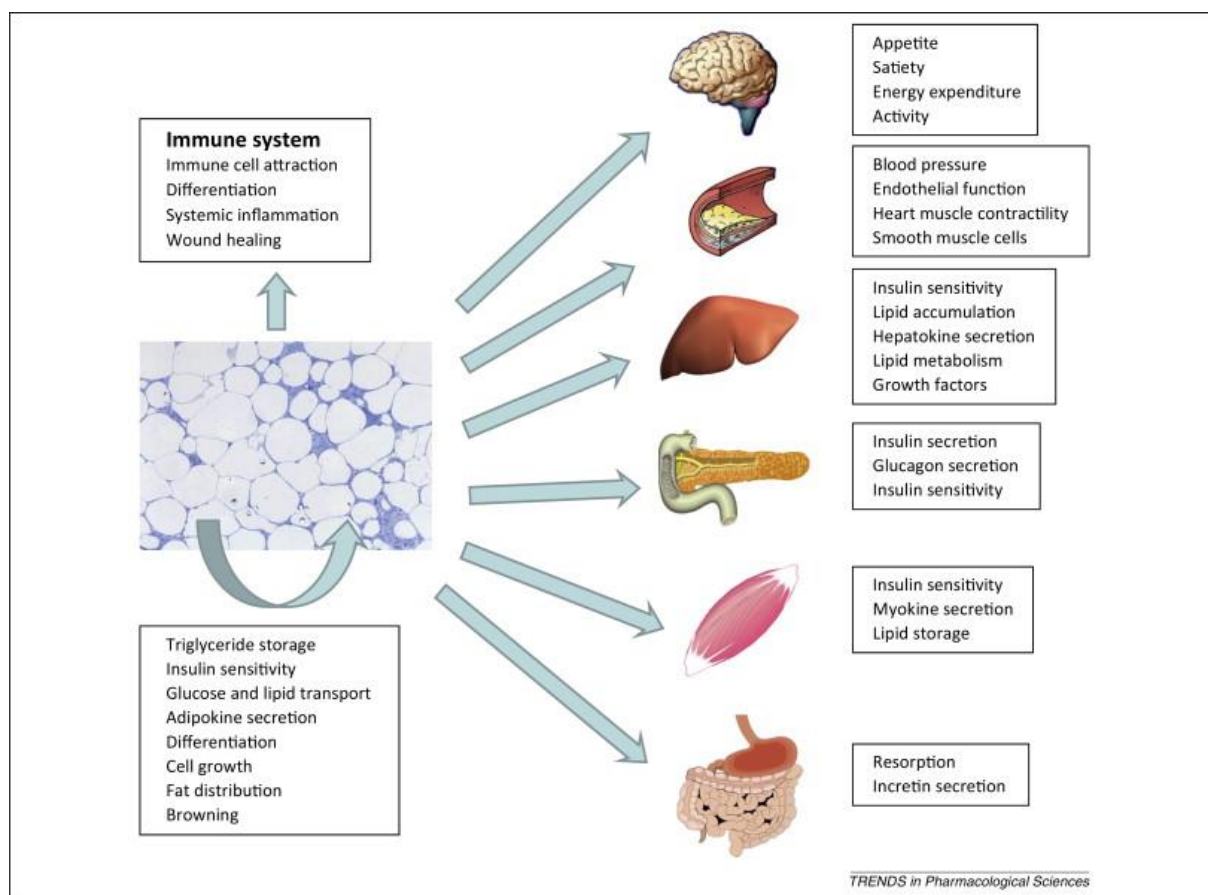 Appetite
Satiety
Energy expenditure
Activity
Immune system
Immune cell attraction
Differentiation
Systemic inflammation
Wound healing
Blood pressure
Endothelial function
Heart muscle contractility
Smooth muscle cells
Insulin sensitivity
Lipid accumulation
Hepatokine secretion
Lipid metabolism
Growth factors
Insulin secretion
Glucagon secretion
Insulin sensitivity
Insulin sensitivity
Myokine secretion
Lipid storage
Triglyceride storage
Insulin sensitivity
Glucose and lipid transport
Adipokine secretion
Differentiation
Cell growth
Fat distribution
Browning
Resorption
Incretin secretion
TRENDS in Pharmacological Sciences